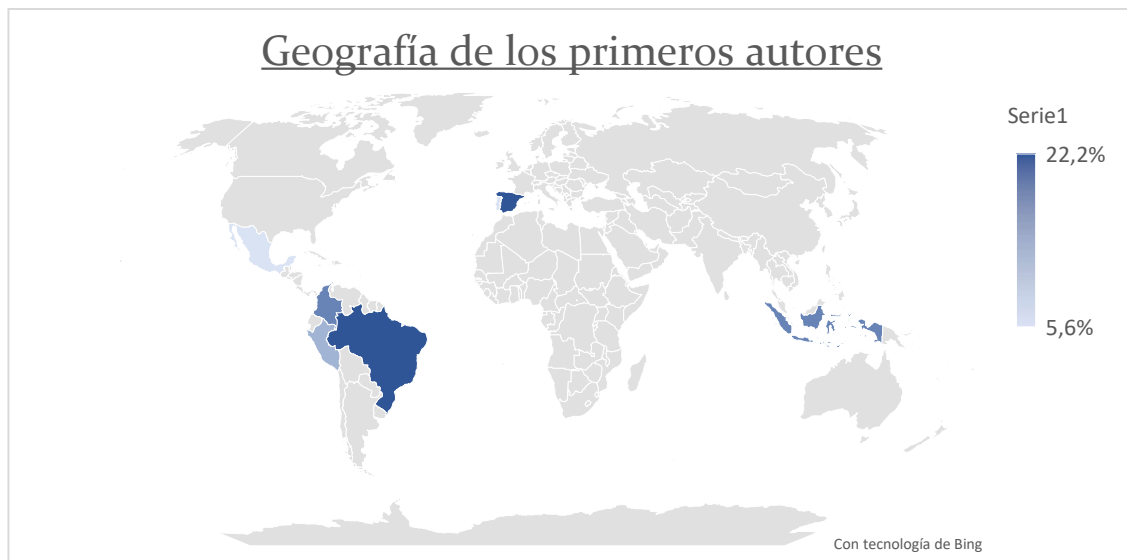 Geografía de los primeros autores
Serie1
22,2%
5,6%
Con tecnología de Bing